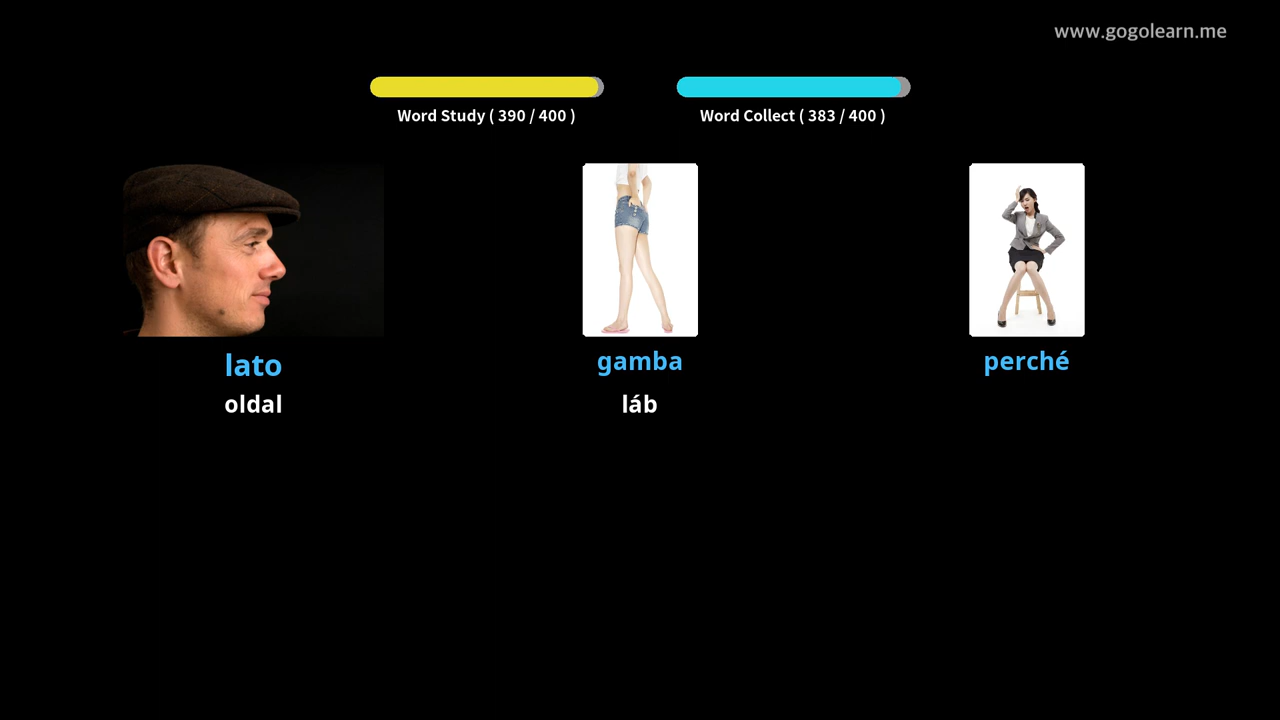 www.gogolearn.me
Word Study ( 390 / 400 )
Word Collect ( 383 / 400 )
lato
gamba
perché
oldal
láb